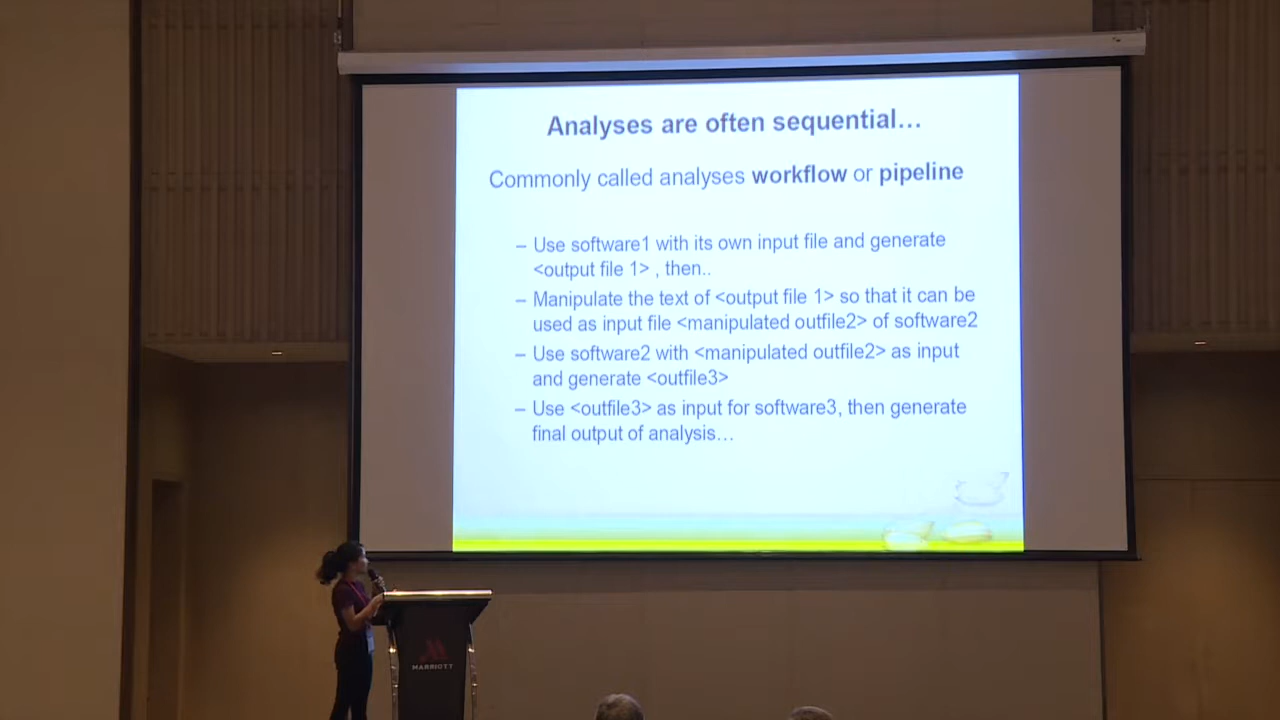 Analyses are often sequential…
Commonly called analyses workflow or pipeline
– Use software1 with its own input file and generate
<output file 1> , then..
– Manipulate the text of <output file 1> so that it can be
used as input file <manipulated outfile2> of software2
– Use software2 with <manipulated outfile2> as input
and generate <outfile3>
– Use <outfile3> as input for software3, then generate
final output of analysis…
MARRIOTT